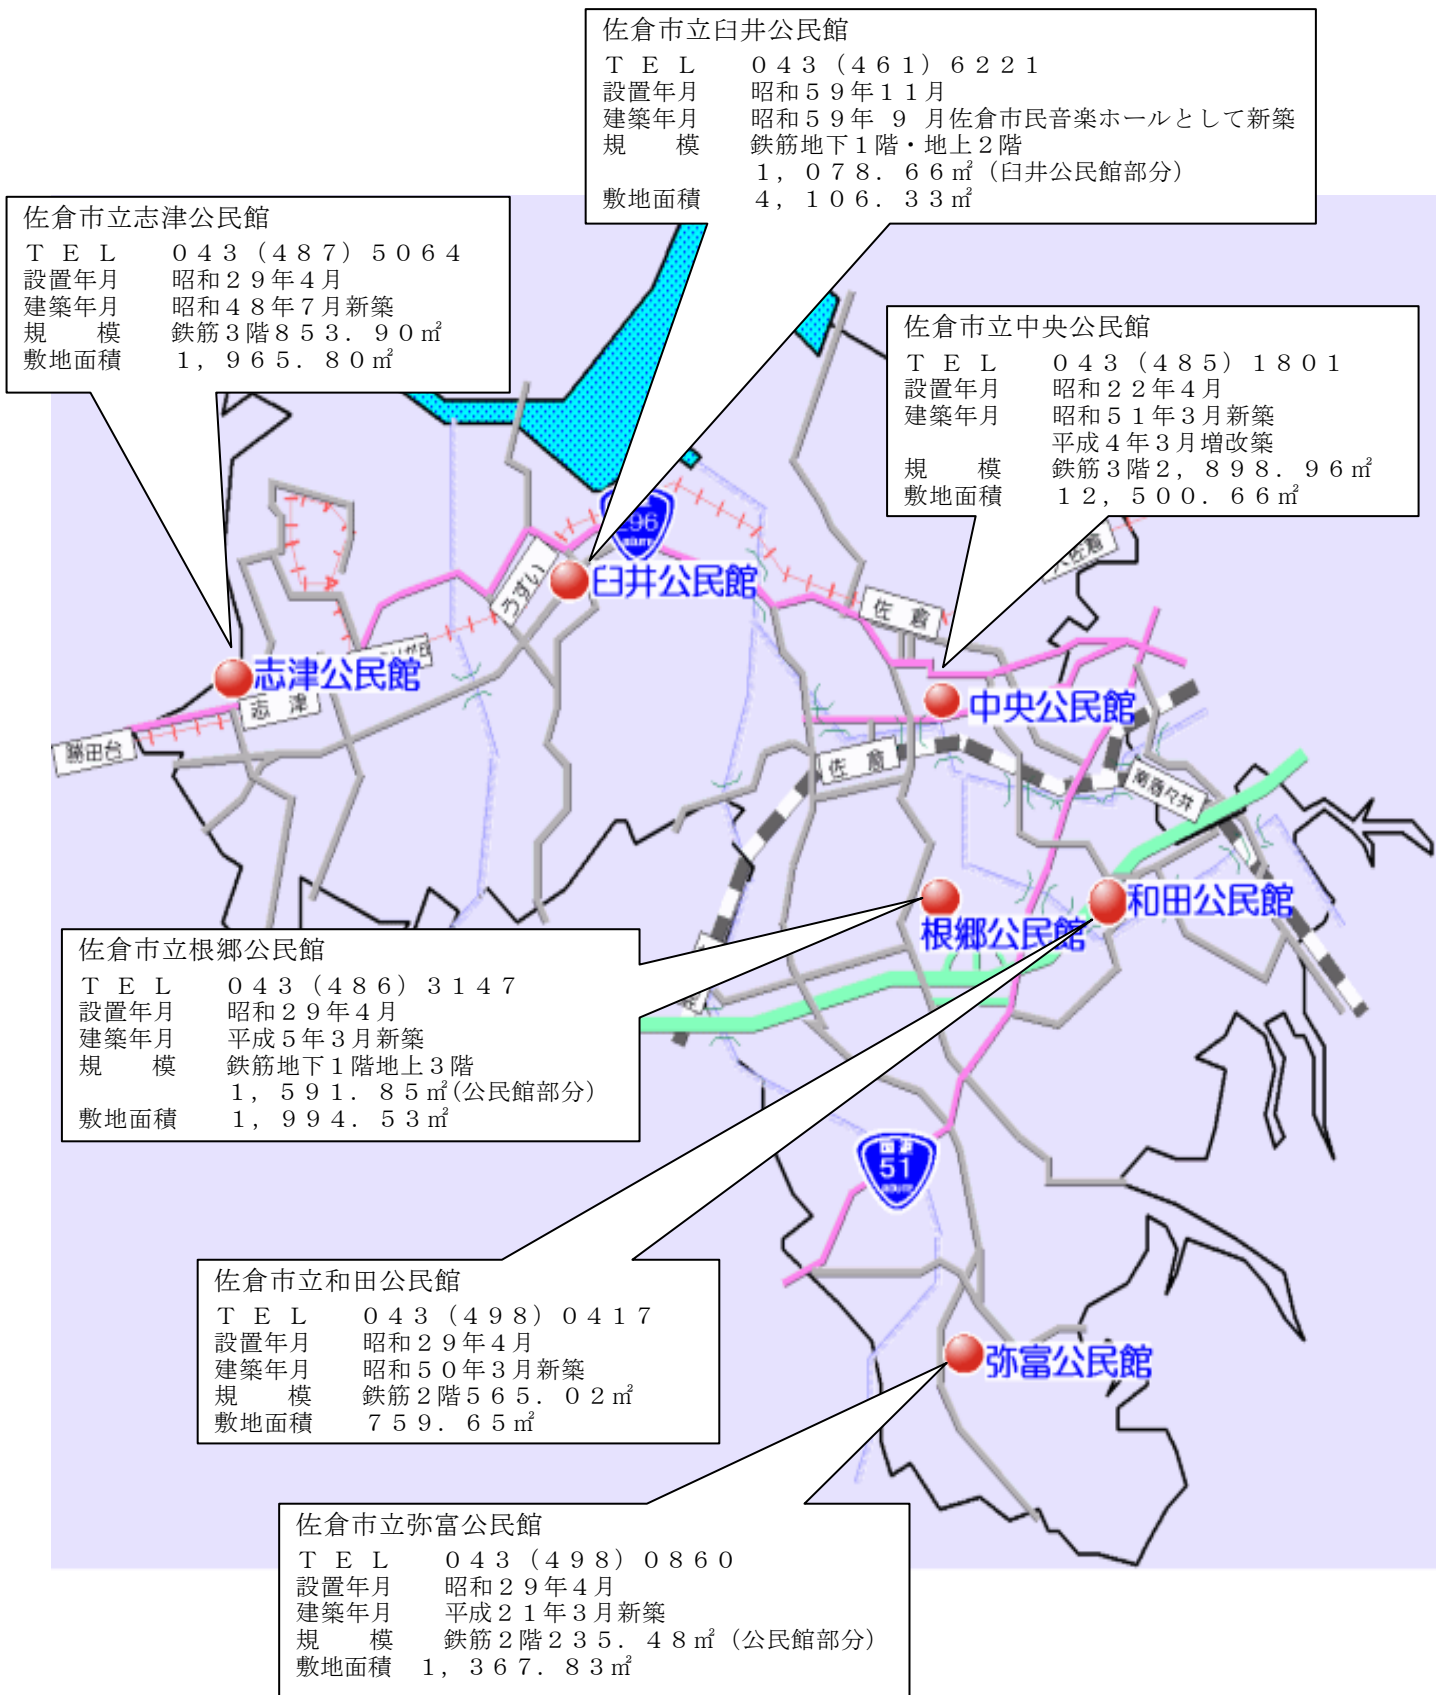 佐倉市立臼井公民館
ＴＥＬ　０４３（４６１）６２２１
設置年月　昭和５９年１１月
建築年月　昭和５９年 ９ 月佐倉市民音楽ホールとして新築
規　模　鉄筋地下１階・地上２階
１，０７８．６６㎡（臼井公民館部分）
敷地面積　４，１０６．３３㎡
佐倉市立志津公民館
ＴＥＬ　０４３（４８７）５０６４
設置年月　昭和２９年４月
建築年月　昭和４８年７月新築
規　模　鉄筋３階８５３．９０㎡
敷地面積　１，９６５．８０㎡
佐倉市立中央公民館
ＴＥＬ　０４３（４８５）１８０１
設置年月　昭和２２年４月
建築年月　昭和５１年３月新築
平成４年３月増改築
規　模　鉄筋３階２，８９８．９６㎡
敷地面積　１２，５００．６６㎡
296
ROUTE
うすい
臼井公民館
佐倉
志津公民館
志津
勝田台
中央公民館
佐倉
南酒々井
和田公民館
根郷公民館
佐倉市立根郷公民館
ＴＥＬ　０４３（４８６）３１４７
設置年月　昭和２９年４月
建築年月　平成５年３月新築
規　模　鉄筋地下１階地上３階
１，５９１．８５㎡(公民館部分)
敷地面積　１，９９４．５３㎡
国道
51
ROUTE
佐倉市立和田公民館
ＴＥＬ　０４３（４９８）０４１７
設置年月　昭和２９年４月
建築年月　昭和５０年３月新築
規　模　鉄筋２階５６５．０２㎡
敷地面積　７５９．６５㎡
弥富公民館
佐倉市立弥富公民館
ＴＥＬ　０４３（４９８）０８６０
設置年月　昭和２９年４月
建築年月　平成２１年３月新築
規　模　鉄筋２階２３５．４８㎡（公民館部分）
敷地面積　１，３６７．８３㎡